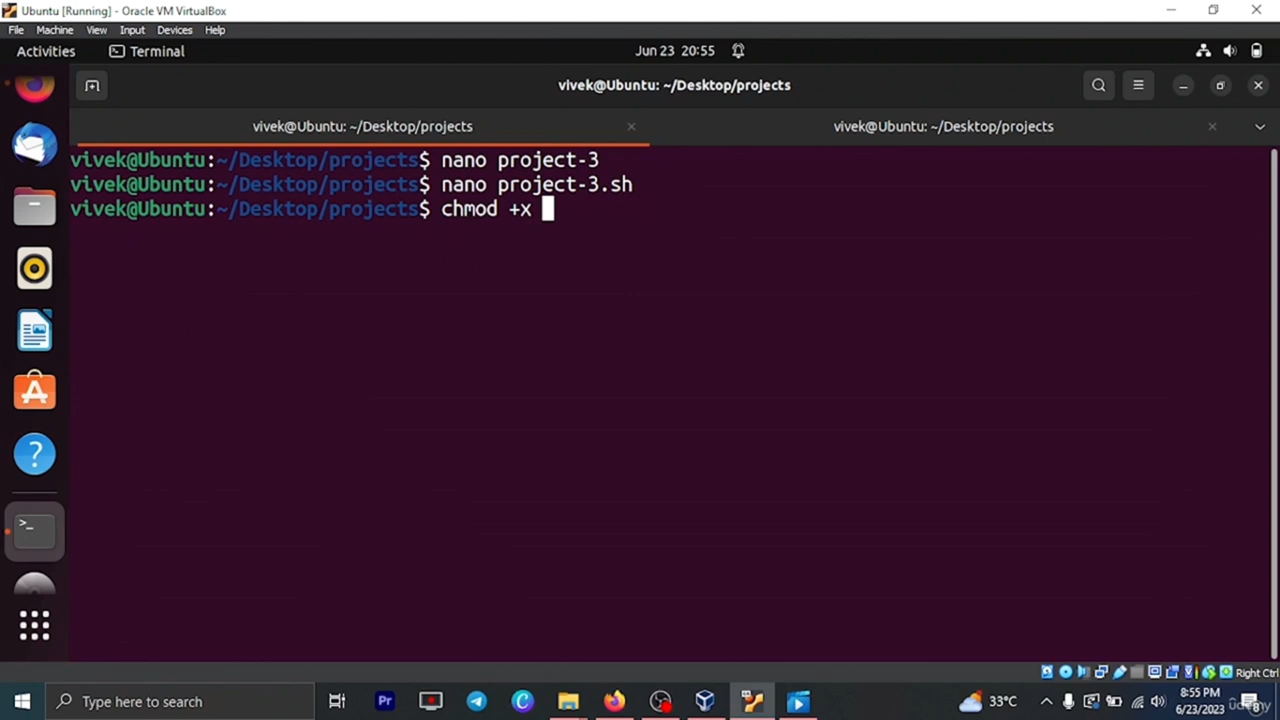 Ubuntu [Running] - Oracle VM VirtualBox
File Machine View Input Devices Help
Activities Terminal Jun 23 20:55
vivek@Ubuntu: ~/Desktop/projects
vivek@Ubuntu: ~/Desktop/projects vivek@Ubuntu: ~/Desktop/projects
vivek@Ubuntu:~/Desktop/projects$ nano project-3
vivek@Ubuntu:~/Desktop/projects$ nano project-3.sh
vivek@Ubuntu:~/Desktop/projects$ chmod +x
Right Ctrl
Type here to search Pr 33°C 8:55 PM
6/23/2023
udemy